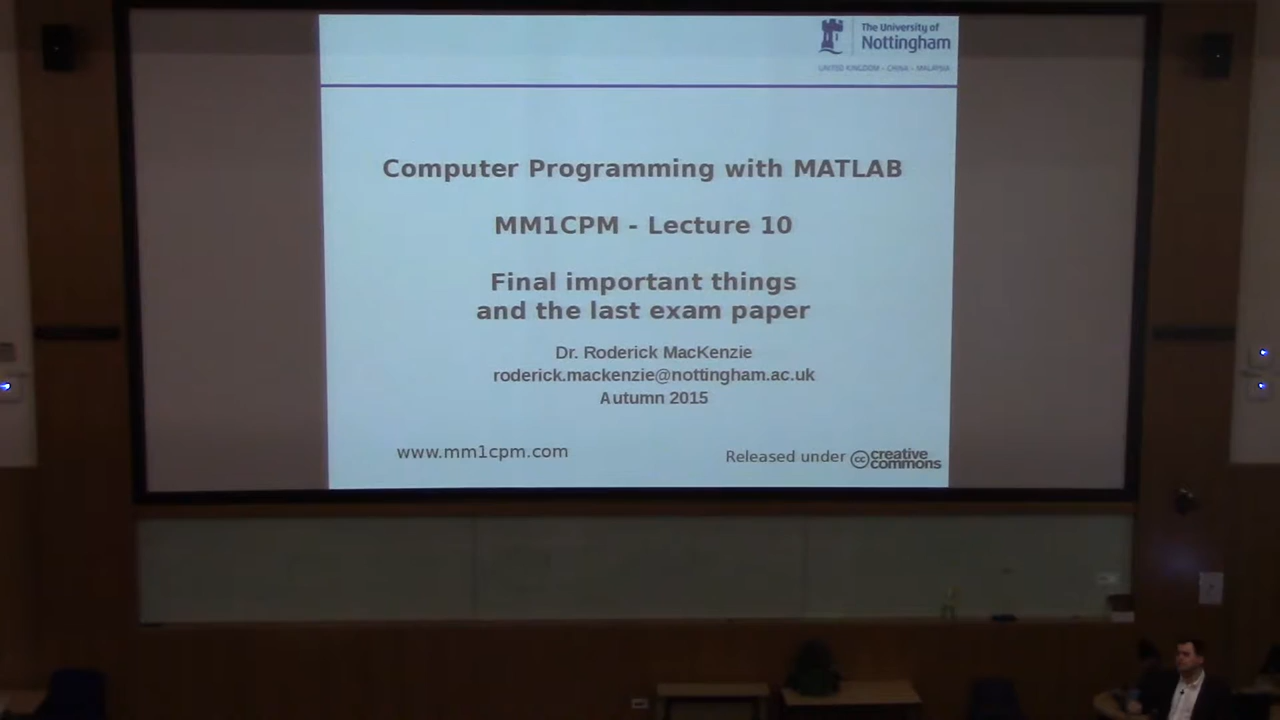 The University of
Nottingham
UNITED KINGDOM · CHINA · MALAYSIA
Computer Programming with MATLAB
MM1CPM - Lecture 10
Final important things
and the last exam paper
Dr. Roderick MacKenzie
roderick.mackenzie@nottingham.ac.uk
Autumn 2015
www.mm1cpm.com
Released under cc creative commons